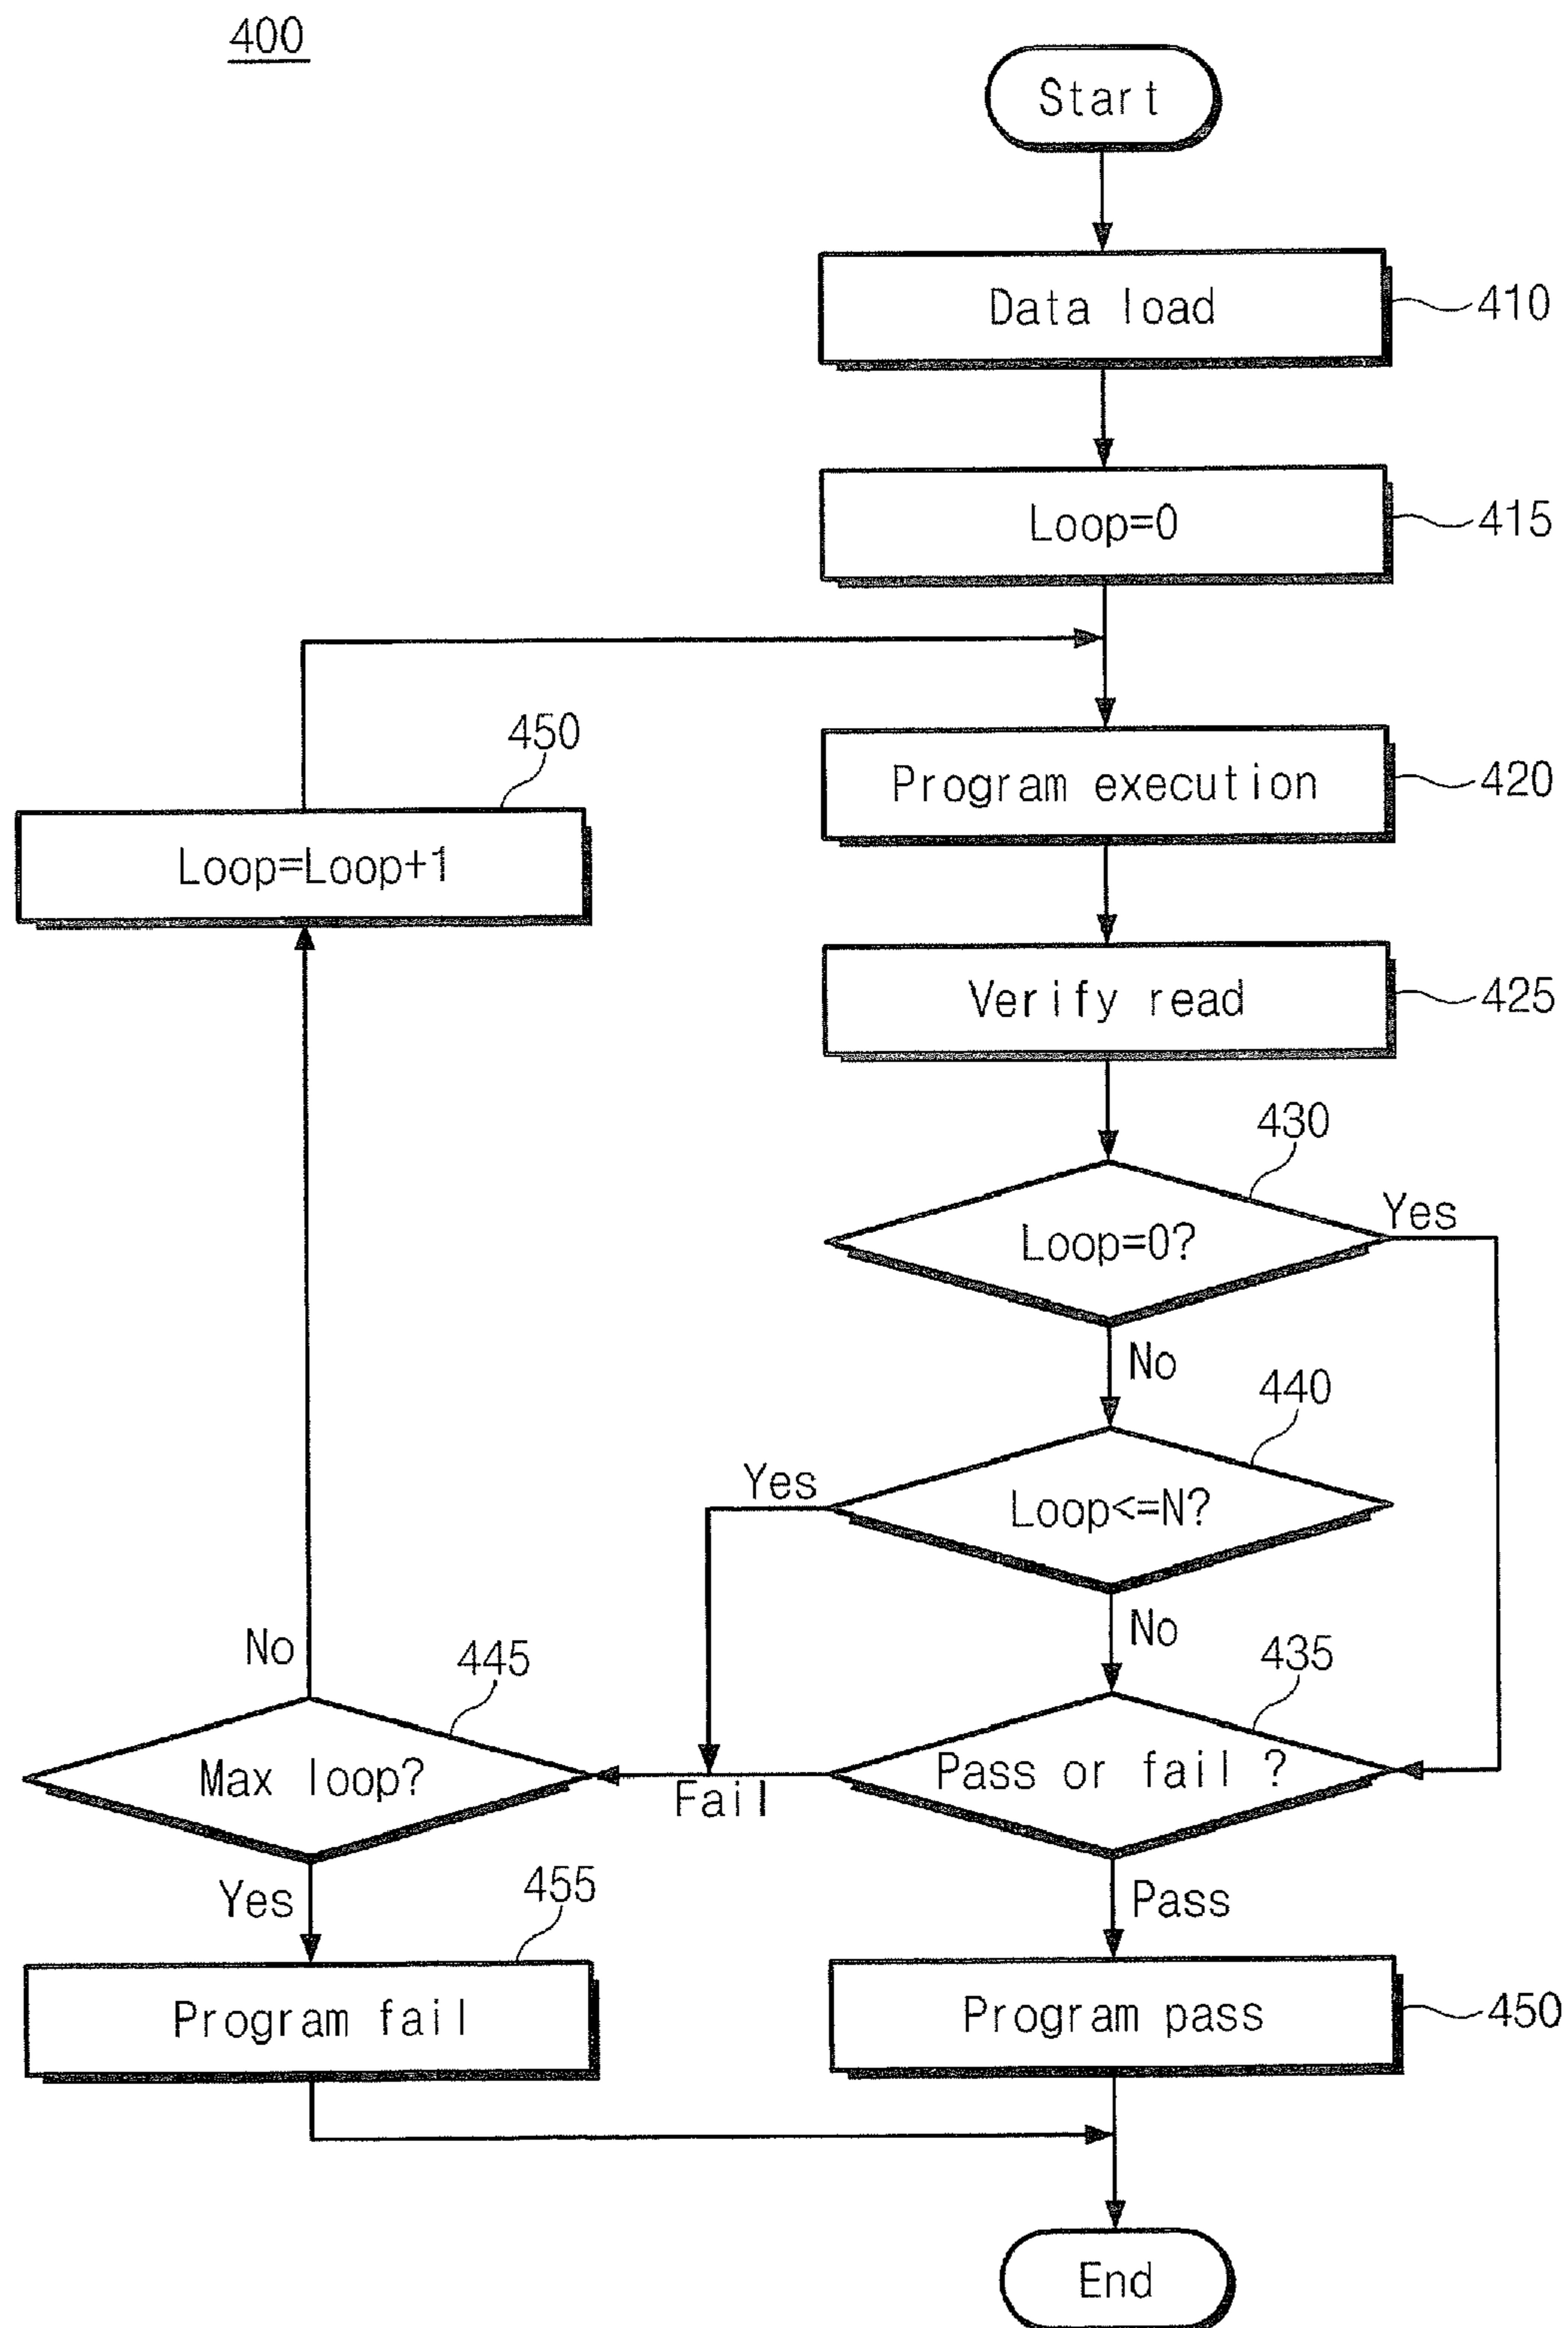 400
Start
Data load
410
Loop=0
415
450
Loop=Loop+1
Program execution
420
Verify read
425
430
Loop=0?
Yes
No
440
Yes
Loop<=N?
No
No
445
435
Max loop?
Fail
Pass or fail ?
Yes
455
Pass
Program fail
Program pass
450
End